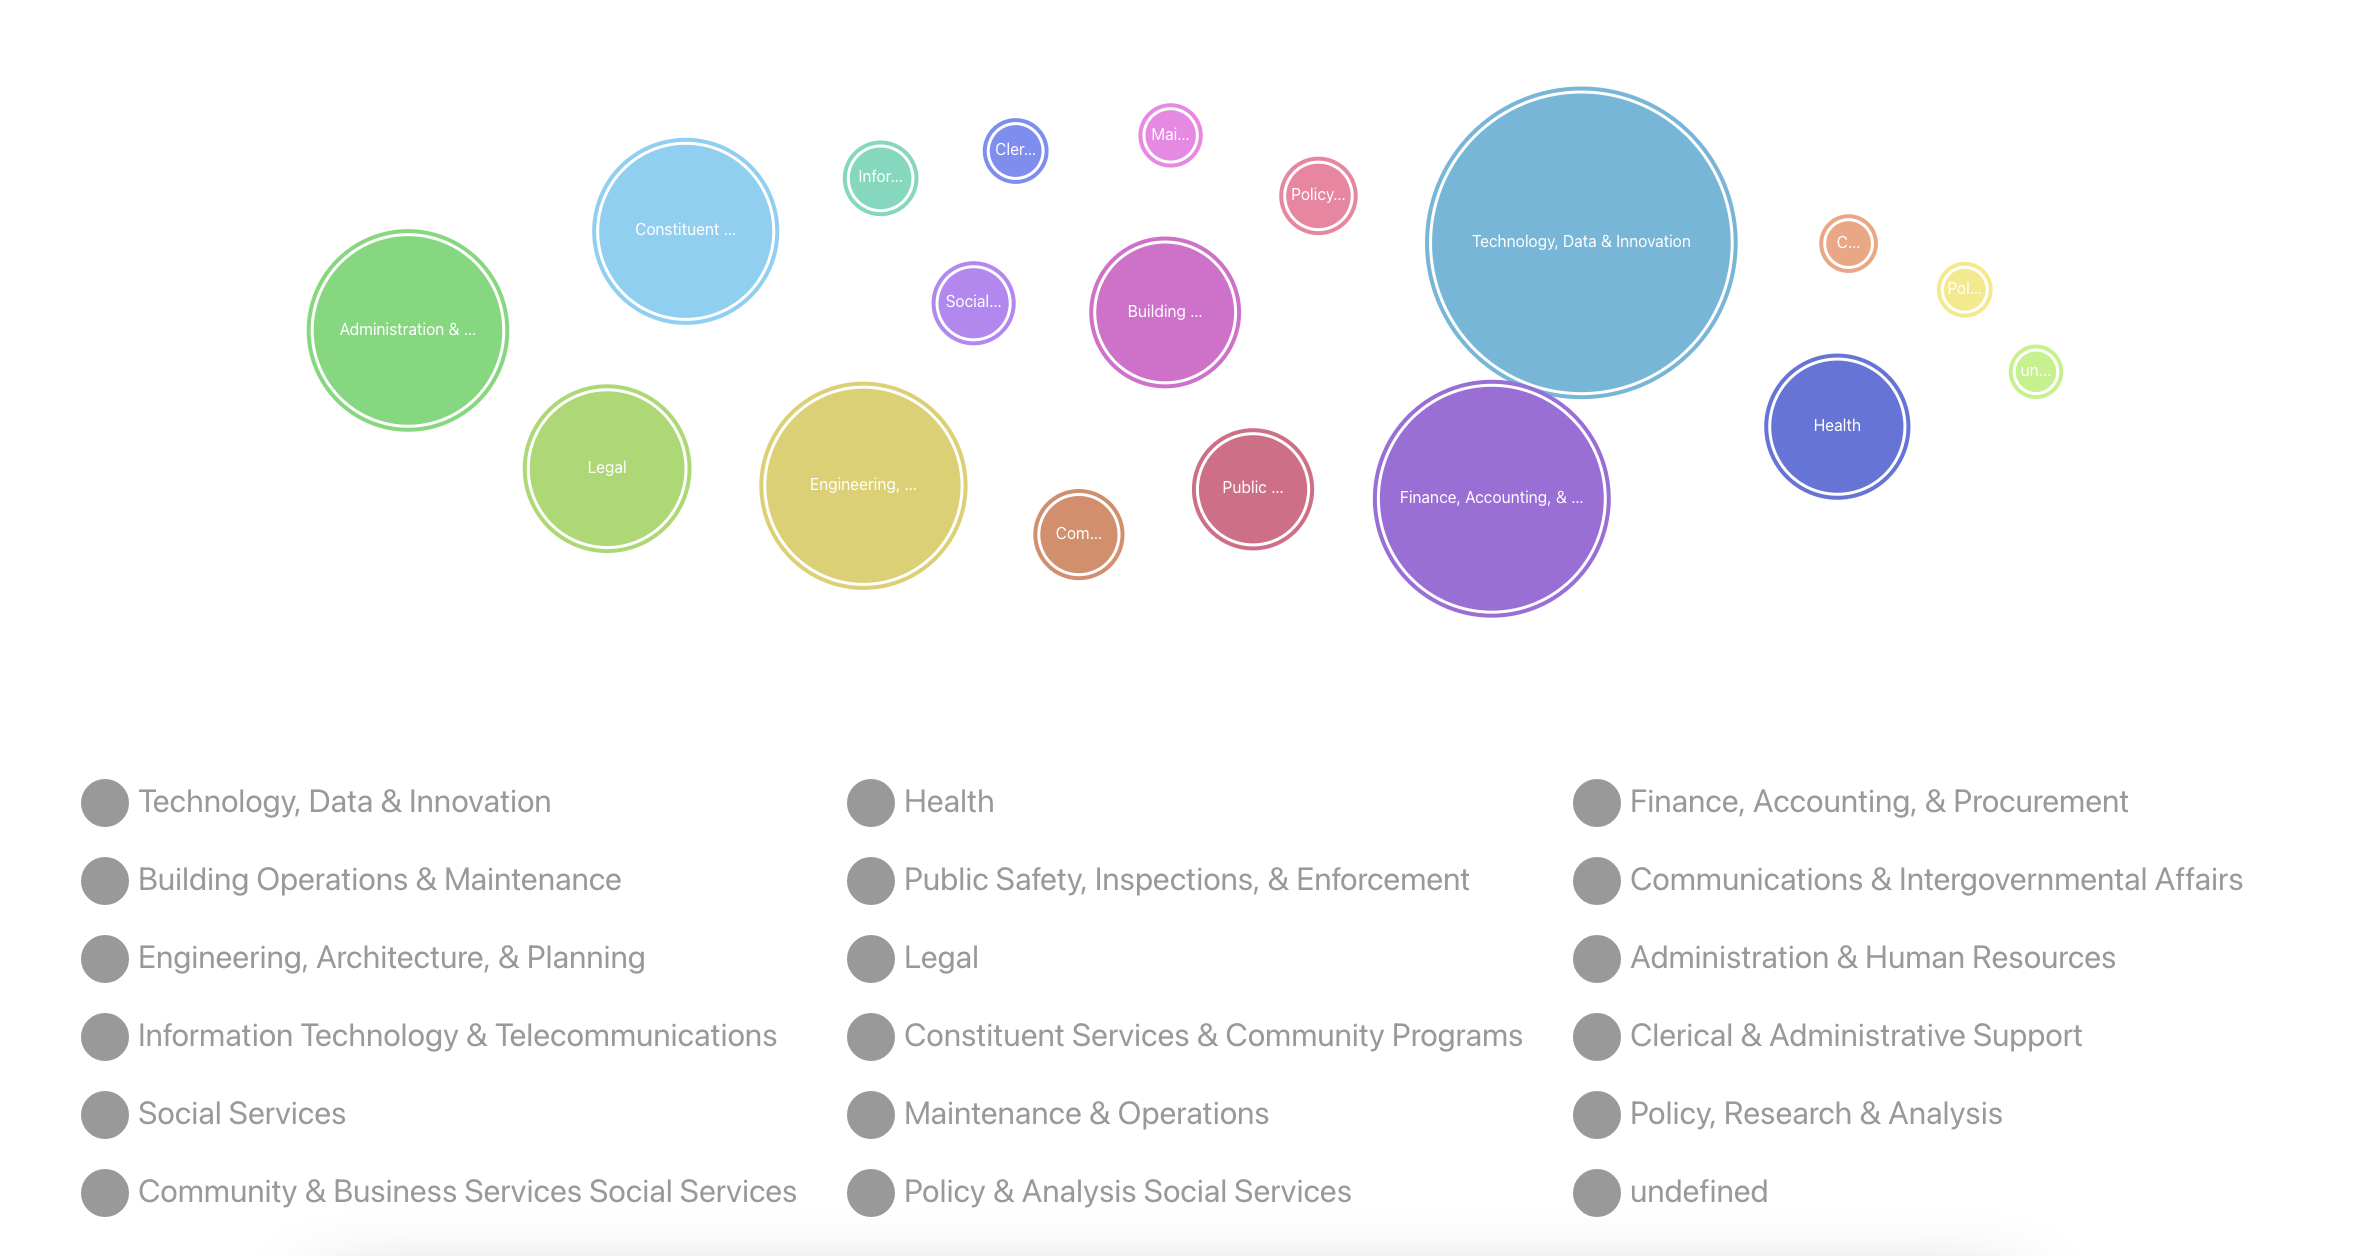 Mai...
Cler...
Infor...
Policy...
Constituent ...
Technology, Data & Innovation
C...
Pol...
Social...
Building ...
Administration & ...
un...
Health
Legal
Engineering, ...
Public ...
Finance, Accounting, & ...
Com...
Technology, Data & Innovation
Health
Finance, Accounting, & Procurement
Building Operations & Maintenance
Public Safety, Inspections, & Enforcement
Communications & Intergovernmental Affairs
Engineering, Architecture, & Planning
Legal
Administration & Human Resources
Information Technology & Telecommunications
Constituent Services & Community Programs
Clerical & Administrative Support
Social Services
Maintenance & Operations
Policy, Research & Analysis
Community & Business Services Social Services
Policy & Analysis Social Services
undefined